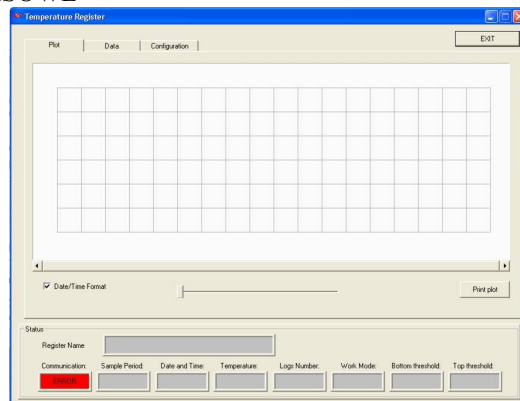 Temperature Register
EXIT
Plot Data Configuration
Date/Time Format
Print plot
Status
Register Name
Communication: Sample Period: Date and Time: Temperature: Logs Number: Work Mode: Bottom threshold: Top threshold:
ERROR